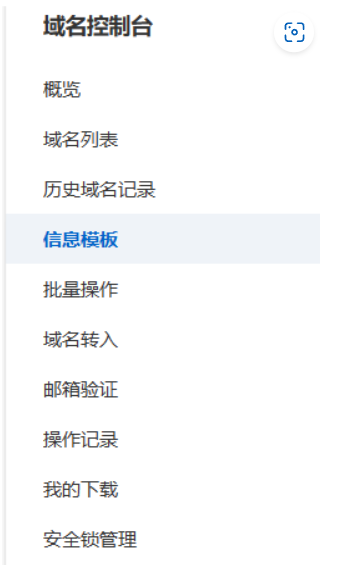 域名控制台
概览
域名列表
历史域名记录
信息模板
批量操作
域名转入
邮箱验证
操作记录
我的下载
安全锁管理